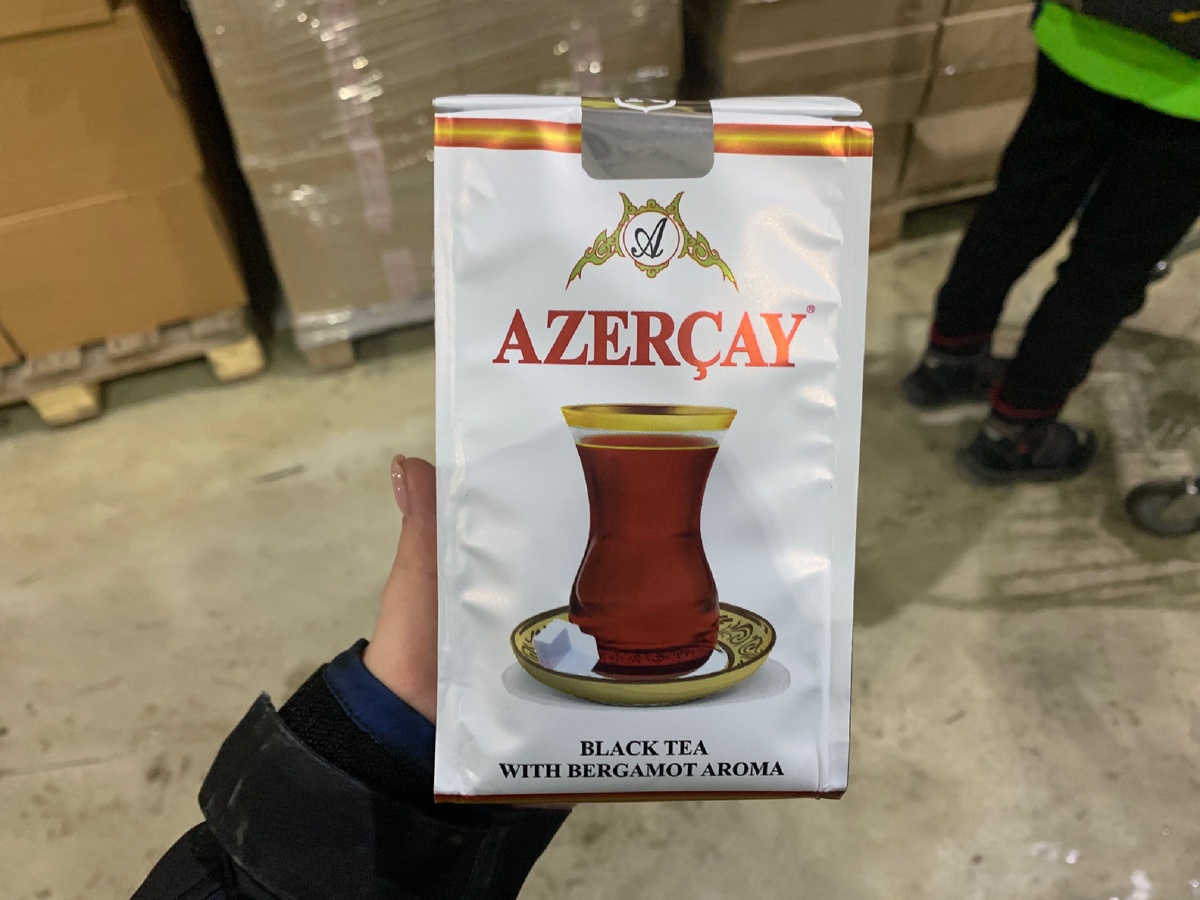 A
AZERÇAY®
BLACK TEA
WITH BERGAMOT AROMA